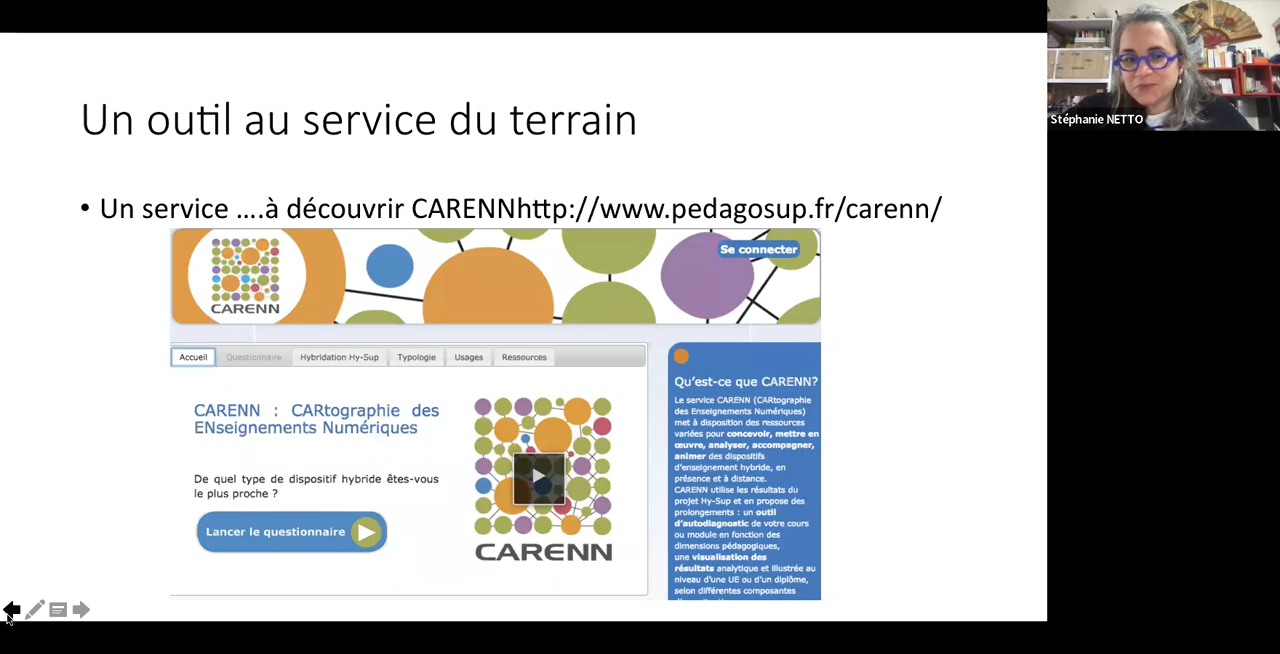 Un outil au service du terrain
• Un service ....à découvrir CARENNhttp://www.pedagosup.fr/carenn/
Se connecter
CARENN
Accueil Questionnaire Hybridation Hy-Sup Typologie Usages Ressources
CARENN : CARtographie des
ENseignements Numériques
De quel type de dispositif hybride êtes-vous
le plus proche ?
Lancer le questionnaire
CARENN
Qu'est-ce que CARENN?
Le service CARENN (CARtographie
des Enseignements Numériques)
met à disposition des ressources
variées pour concevoir, mettre en
œuvre, analyser, accompagner,
animer des dispositifs
d'enseignement hybride, en
présence et à distance.
CARENN utilise les résultats du
projet Hy-Sup et en propose des
prolongements : un outil
d'autodiagnostic de votre cours
ou module en fonction des
dimensions pédagogiques,
une visualisation des
résultats analytique et illustrée au
niveau d'une UE ou d'un diplôme,
selon différentes composantes
Stéphanie NETTO